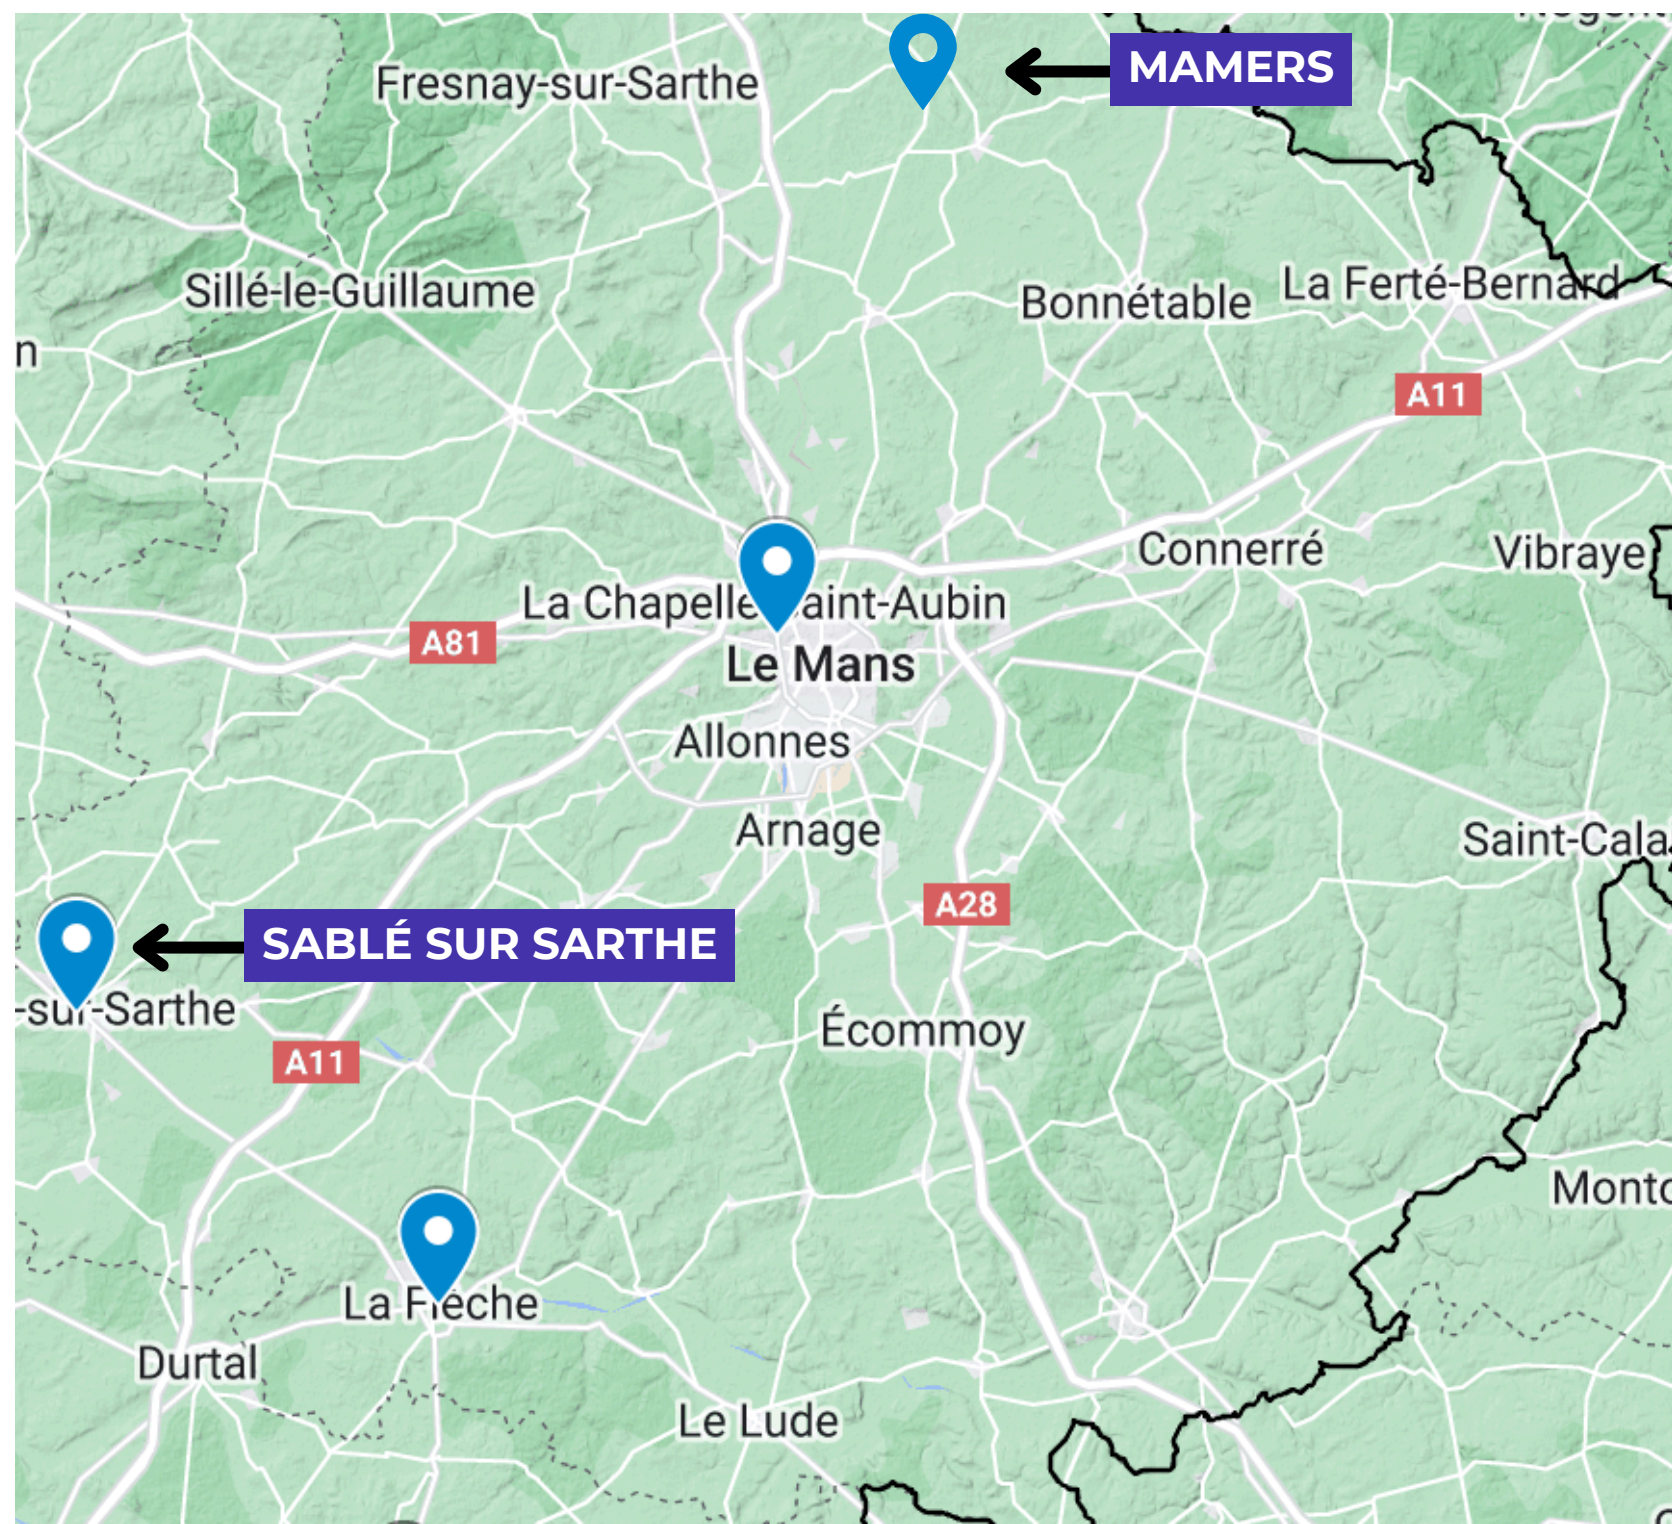 MAMERS
Fresnay-sur-Sarthe
Sillé-le-Guillaume
La Ferté-Bernard
Bonnétable
n
A11
Connerré
Vibraye
La Chapelle-Saint-Aubin
A81
Le Mans
Allonnes
Arnage
Saint-Cala
A28
SABLÉ SUR SARTHE
-sur-Sarthe
Écommoy
A11
Monto
La Flèche
Durtal
Le Lude